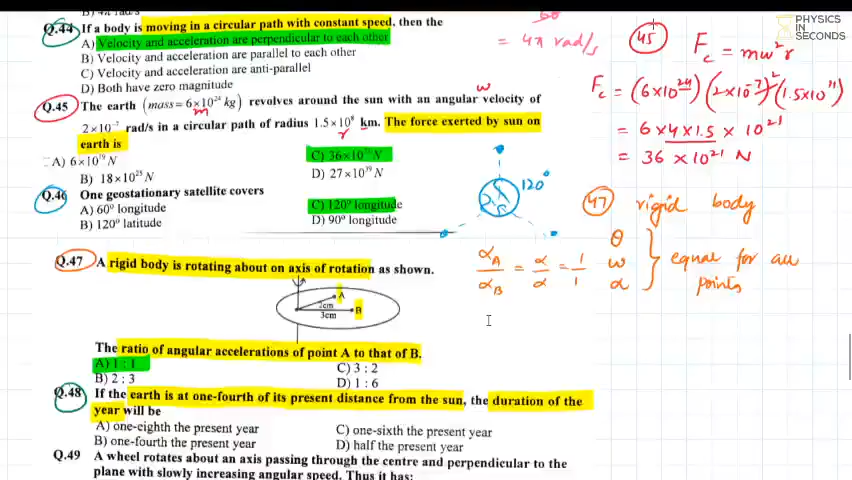 Q.44 If a body is moving in a circular path with constant speed, then the
A) Velocity and acceleration are perpendicular to each other
B) Velocity and acceleration are parallel to each other
C) Velocity and acceleration are anti-parallel
D) Both have zero magnitude
= 4π rad/s
Q.45 The earth (mass = 6×10²⁴ kg) revolves around the sun with an angular velocity of
ω
m
2×10⁻⁷ rad/s in a circular path of radius 1.5×10⁸ km. The force exerted by sun on
r
earth is
A) 6×10¹⁹ N
C) 36×10²¹ N
B) 18×10²⁵ N
D) 27×10³⁹ N
Q.46 One geostationary satellite covers
A) 60° longitude
C) 120° longitude
B) 120° latitude
D) 90° longitude
120°
PHYSICS
IN
SECONDS
45
F_c = mω²r
F_c = (6×10²⁴)(2×10⁻⁷)²(1.5×10¹¹)
= 6×4×1.5 × 10²¹
= 36 × 10²¹ N
Q.47 A rigid body is rotating about on axis of rotation as shown.
A
2cm
3cm
B
The ratio of angular accelerations of point A to that of B.
A) 1 : 1
C) 3 : 2
B) 2 : 3
D) 1 : 6
47 rigid body
α_A/α_B = α/α = 1/1
θ
ω
α
equal for all
points
Q.48 If the earth is at one-fourth of its present distance from the sun, the duration of the
year will be
A) one-eighth the present year
C) one-sixth the present year
B) one-fourth the present year
D) half the present year
Q.49 A wheel rotates about an axis passing through the centre and perpendicular to the
plane with slowly increasing angular speed. Thus it has: